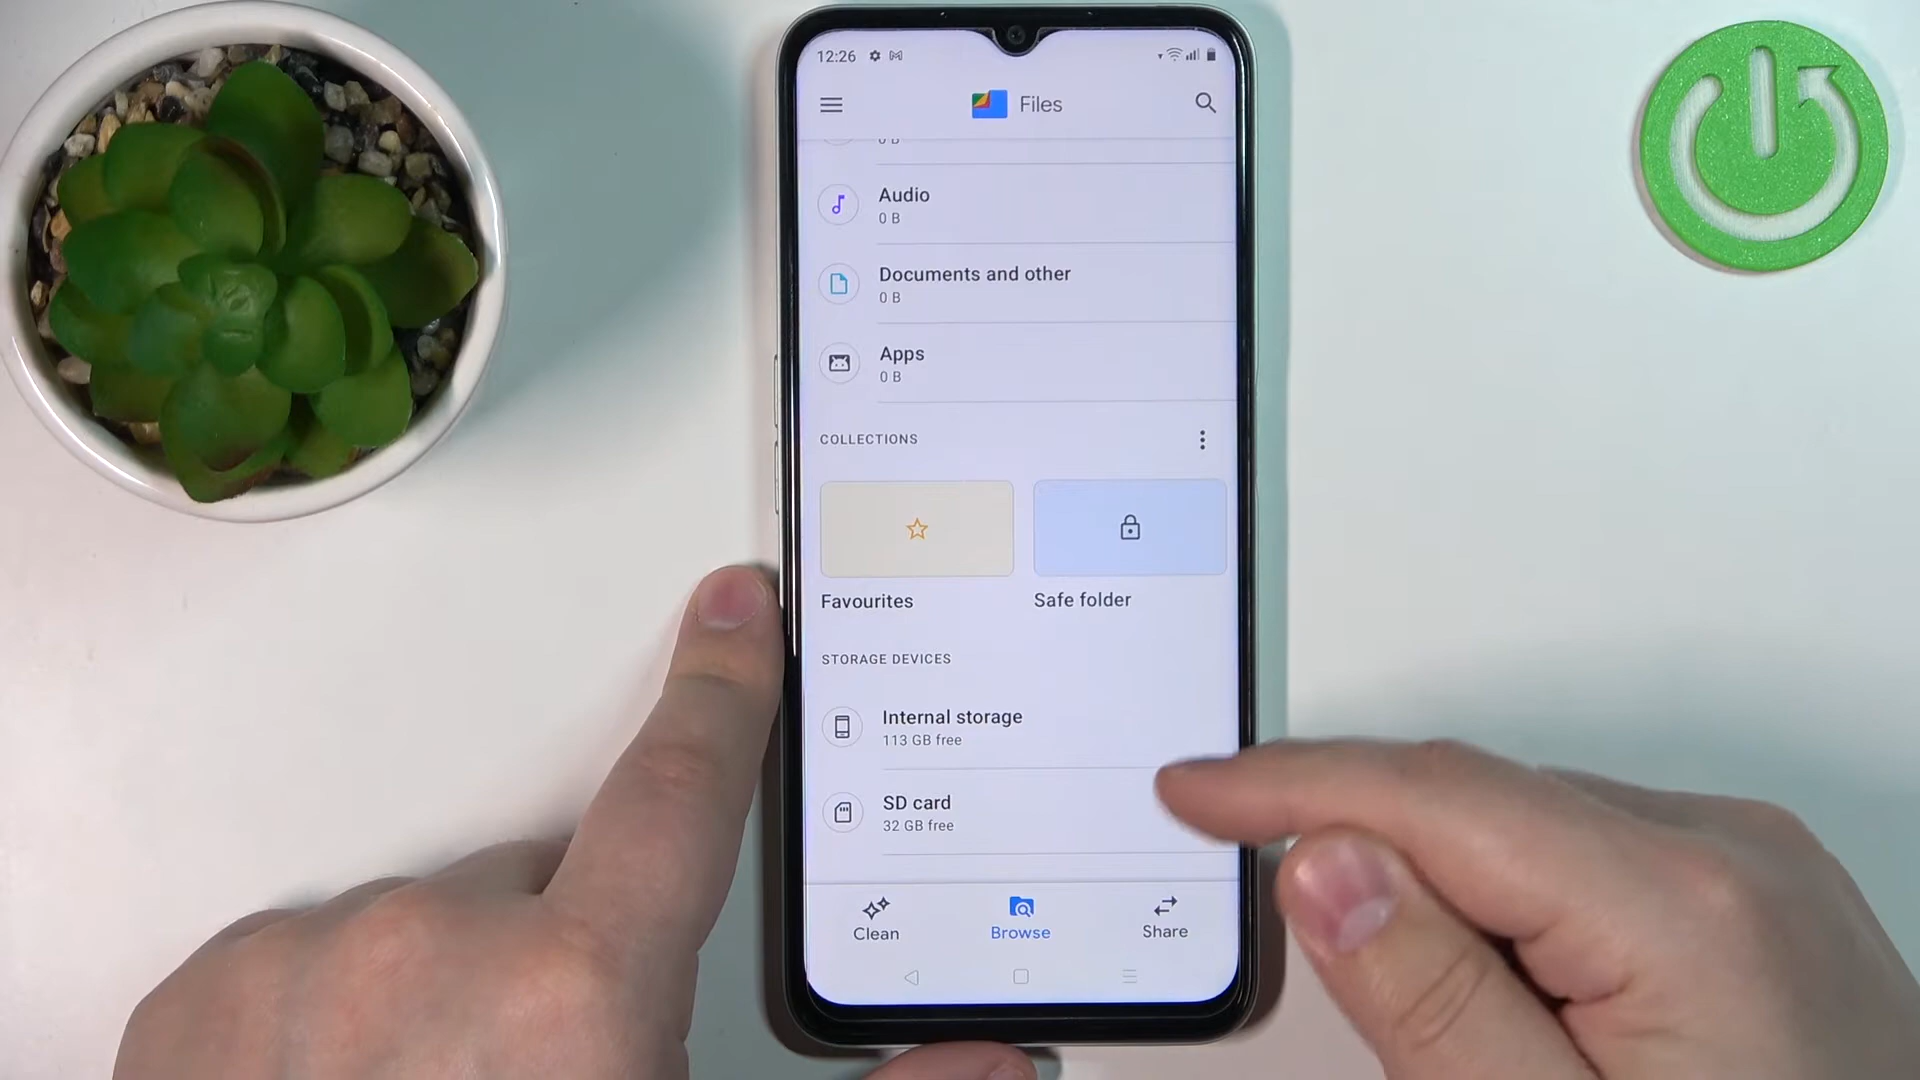 12:26
Files
0 B
Audio
0 B
Documents and other
0 B
Apps
0 B
COLLECTIONS
Favourites
Safe folder
STORAGE DEVICES
Internal storage
113 GB free
SD card
32 GB free
Clean
Browse
Share